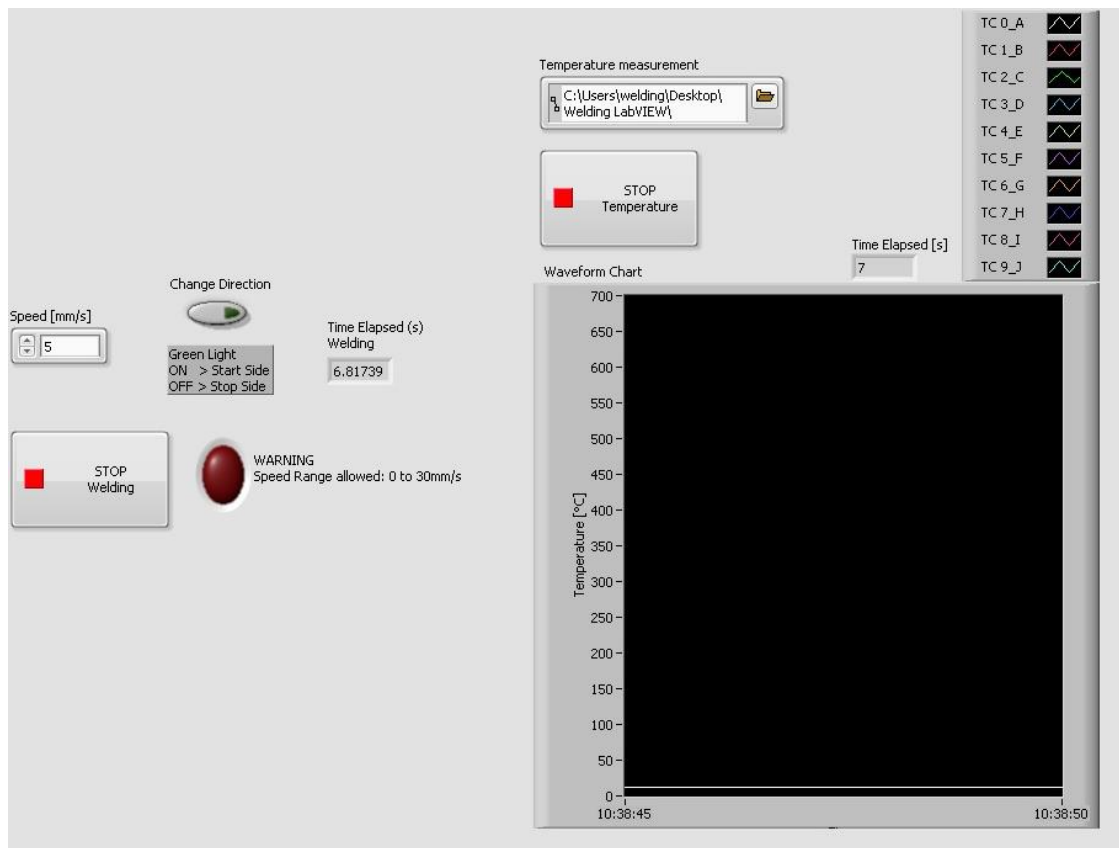 TC 0_A
TC 1_B
TC 2_C
TC 3_D
TC 4_E
TC 5_F
TC 6_G
TC 7_H
TC 8_I
TC 9_J
Temperature measurement
C:\Users\welding\Desktop\
Welding LabVIEW\
STOP
Temperature
Time Elapsed [s]
7
Change Direction
Speed [mm/s]
5
Green Light
ON > Start Side
OFF > Stop Side
Time Elapsed (s)
Welding
6.81739
STOP
Welding
WARNING
Speed Range allowed: 0 to 30mm/s
Waveform Chart
Temperature [°C]
700
650
600
550
500
450
400
350
300
250
200
150
100
50
0
10:38:45
10:38:50